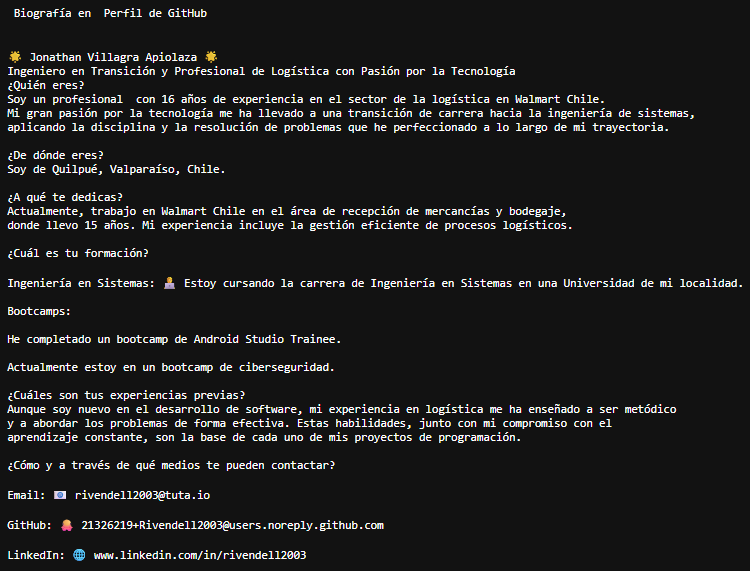 Biografía en  Perfil de GitHub
🌟 Jonathan Villagra Apiolaza 🌟
Ingeniero en Transición y Profesional de Logística con Pasión por la Tecnología
¿Quién eres?
Soy un profesional  con 16 años de experiencia en el sector de la logística en Walmart Chile.
Mi gran pasión por la tecnología me ha llevado a una transición de carrera hacia la ingeniería de sistemas,
aplicando la disciplina y la resolución de problemas que he perfeccionado a lo largo de mi trayectoria.
¿De dónde eres?
Soy de Quilpué, Valparaíso, Chile.
¿A qué te dedicas?
Actualmente, trabajo en Walmart Chile en el área de recepción de mercancías y bodegaje,
donde llevo 15 años. Mi experiencia incluye la gestión eficiente de procesos logísticos.
¿Cuál es tu formación?
Ingeniería en Sistemas: 👨‍💻 Estoy cursando la carrera de Ingeniería en Sistemas en una Universidad de mi localidad.
Bootcamps:
He completado un bootcamp de Android Studio Trainee.
Actualmente estoy en un bootcamp de ciberseguridad.
¿Cuáles son tus experiencias previas?
Aunque soy nuevo en el desarrollo de software, mi experiencia en logística me ha enseñado a ser metódico
y a abordar los problemas de forma efectiva. Estas habilidades, junto con mi compromiso con el
aprendizaje constante, son la base de cada uno de mis proyectos de programación.
¿Cómo y a través de qué medios te pueden contactar?
Email: 📧 rivendell2003@tuta.io
GitHub: 🐙 21326219+Rivendell2003@users.noreply.github.com
LinkedIn: 🌐 www.linkedin.com/in/rivendell2003